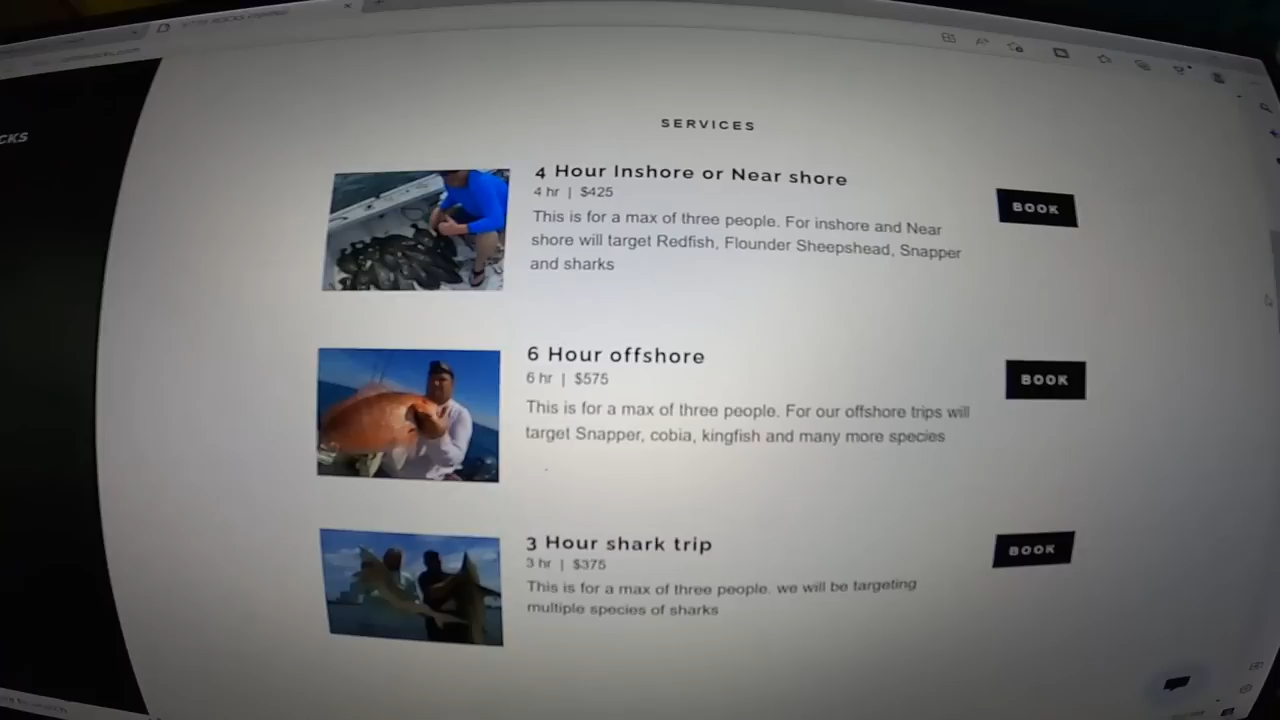 CKS
SERVICES
4 Hour Inshore or Near shore
4 hr | $425
This is for a max of three people. For inshore and Near
shore will target Redfish, Flounder Sheepshead, Snapper
and sharks
BOOK
6 Hour offshore
6 hr | $575
This is for a max of three people. For our offshore trips will
target Snapper, cobia, kingfish and many more species
BOOK
3 Hour shark trip
3 hr | $375
This is for a max of three people. we will be targeting
multiple species of sharks
BOOK